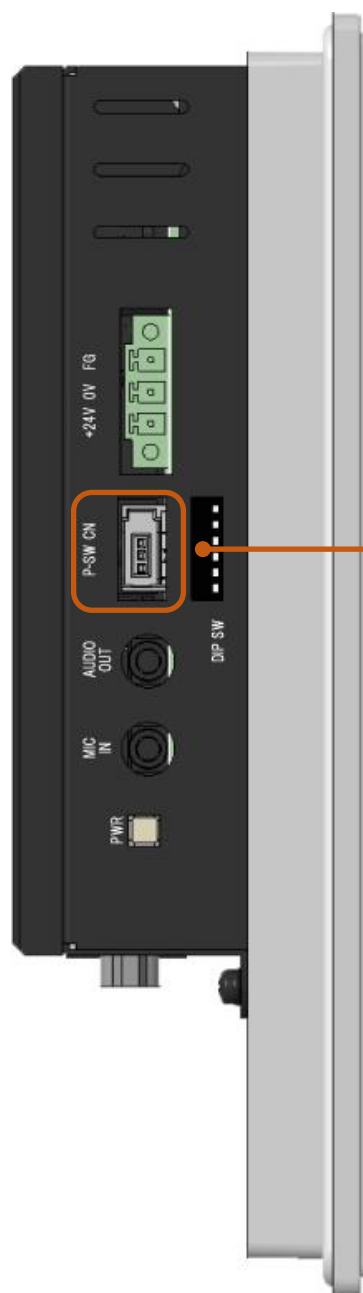 +24V 0V FG
P-SW CN
DIP SW
AUDIO
OUT
MIC
IN
PWR